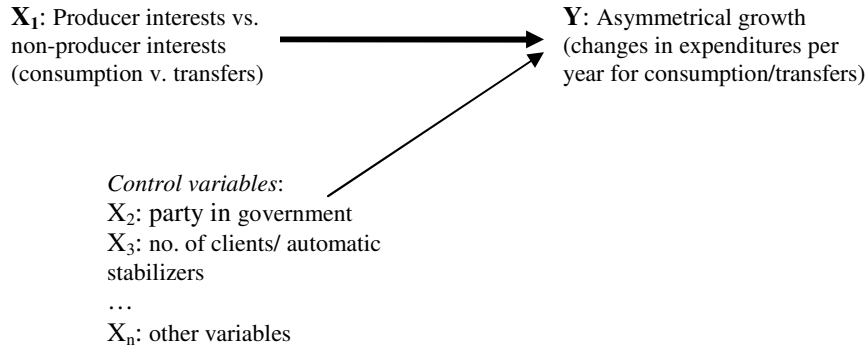 X₁: Producer interests vs.
non-producer interests
(consumption v. transfers)
Y: Asymmetrical growth
(changes in expenditures per
year for consumption/transfers)
Control variables:
X₂: party in government
X₃: no. of clients/ automatic
stabilizers
…
Xₙ: other variables